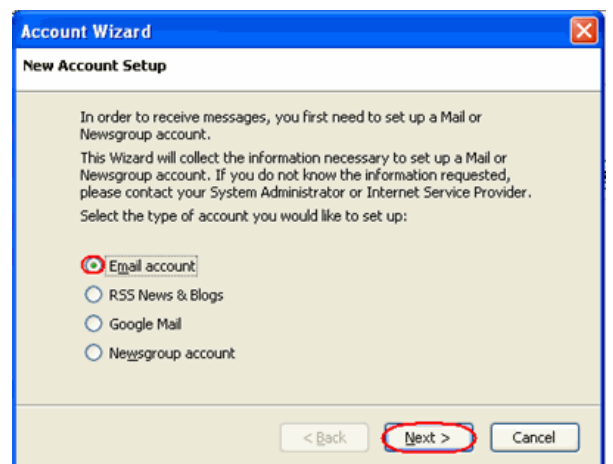 Account Wizard
New Account Setup
In order to receive messages, you first need to set up a Mail or
Newsgroup account.
This Wizard will collect the information necessary to set up a Mail or
Newsgroup account. If you do not know the information requested,
please contact your System Administrator or Internet Service Provider.
Select the type of account you would like to set up:
Email account
RSS News & Blogs
Google Mail
Newsgroup account
< Back Next > Cancel